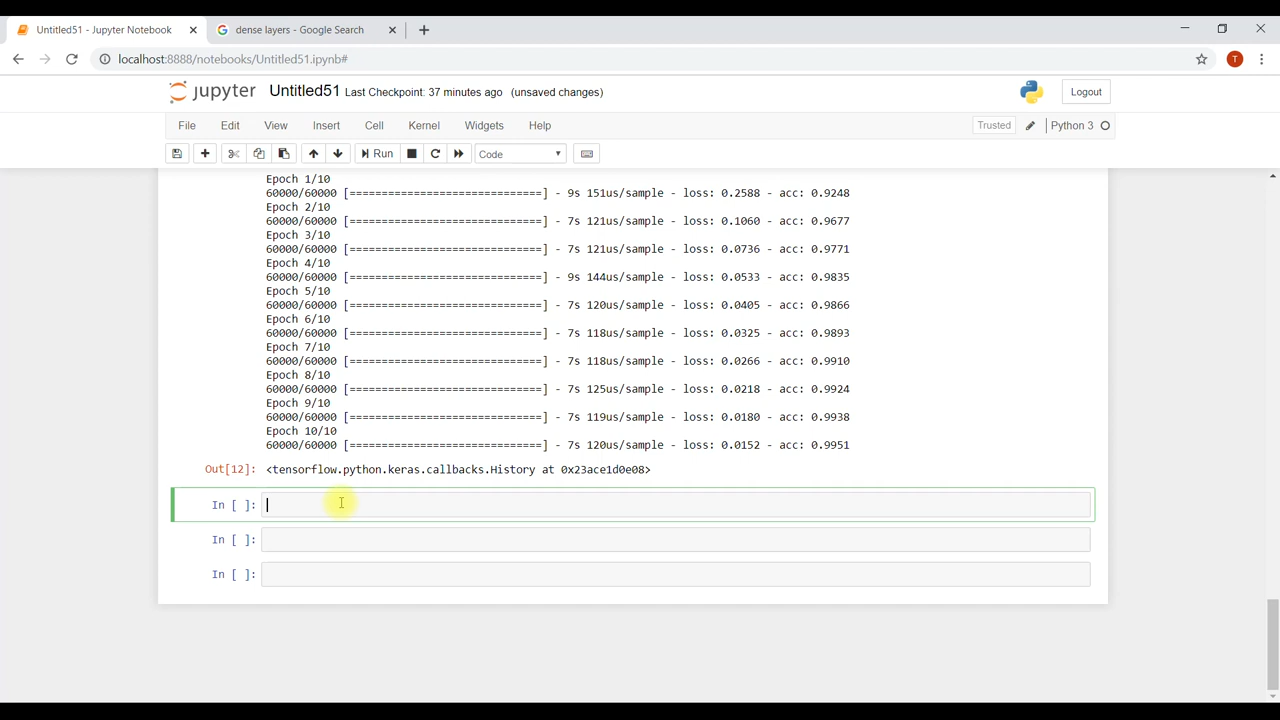 Untitled51 - Jupyter Notebook
dense layers - Google Search
localhost:8888/notebooks/Untitled51.ipynb#
T
jupyter Untitled51 Last Checkpoint: 37 minutes ago (unsaved changes)
Logout
File Edit View Insert Cell Kernel Widgets Help
Trusted Python 3
Run Code
Epoch 1/10
60000/60000 [==============================] - 9s 151us/sample - loss: 0.2588 - acc: 0.9248
Epoch 2/10
60000/60000 [==============================] - 7s 121us/sample - loss: 0.1060 - acc: 0.9677
Epoch 3/10
60000/60000 [==============================] - 7s 121us/sample - loss: 0.0736 - acc: 0.9771
Epoch 4/10
60000/60000 [==============================] - 9s 144us/sample - loss: 0.0533 - acc: 0.9835
Epoch 5/10
60000/60000 [==============================] - 7s 120us/sample - loss: 0.0405 - acc: 0.9866
Epoch 6/10
60000/60000 [==============================] - 7s 118us/sample - loss: 0.0325 - acc: 0.9893
Epoch 7/10
60000/60000 [==============================] - 7s 118us/sample - loss: 0.0266 - acc: 0.9910
Epoch 8/10
60000/60000 [==============================] - 7s 125us/sample - loss: 0.0218 - acc: 0.9924
Epoch 9/10
60000/60000 [==============================] - 7s 119us/sample - loss: 0.0180 - acc: 0.9938
Epoch 10/10
60000/60000 [==============================] - 7s 120us/sample - loss: 0.0152 - acc: 0.9951
Out[12]: <tensorflow.python.keras.callbacks.History at 0x23ace1d0e08>
In [ ]:
In [ ]:
In [ ]: